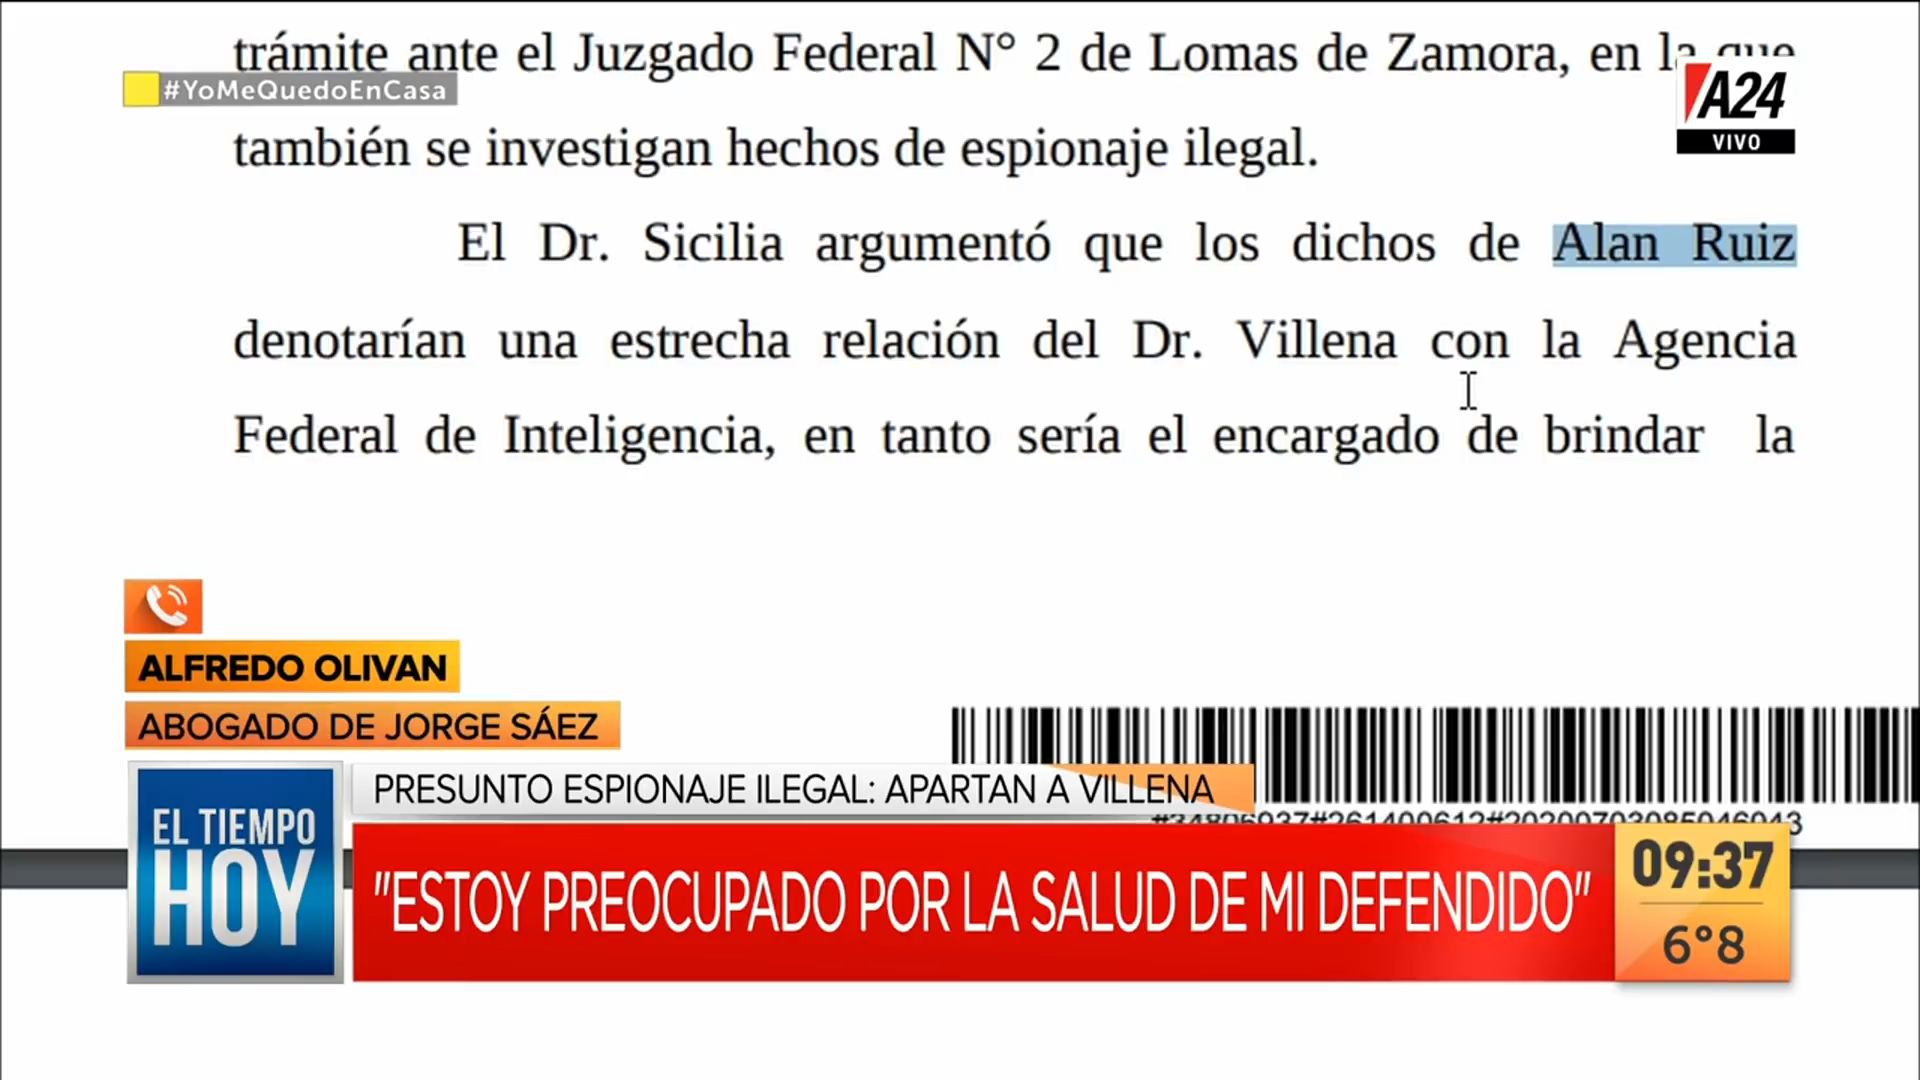 trámite ante el Juzgado Federal N° 2 de Lomas de Zamora, en la que
#YoMeQuedoEnCasa
A24
VIVO
también se investigan hechos de espionaje ilegal.
El Dr. Sicilia argumentó que los dichos de Alan Ruiz
denotarían una estrecha relación del Dr. Villena con la Agencia
Federal de Inteligencia, en tanto sería el encargado de brindar la
ALFREDO OLIVAN
ABOGADO DE JORGE SÁEZ
PRESUNTO ESPIONAJE ILEGAL: APARTAN A VILLENA
#34806937#261400612#20200703085046043
EL TIEMPO
HOY
"ESTOY PREOCUPADO POR LA SALUD DE MI DEFENDIDO"
09:37
6°8